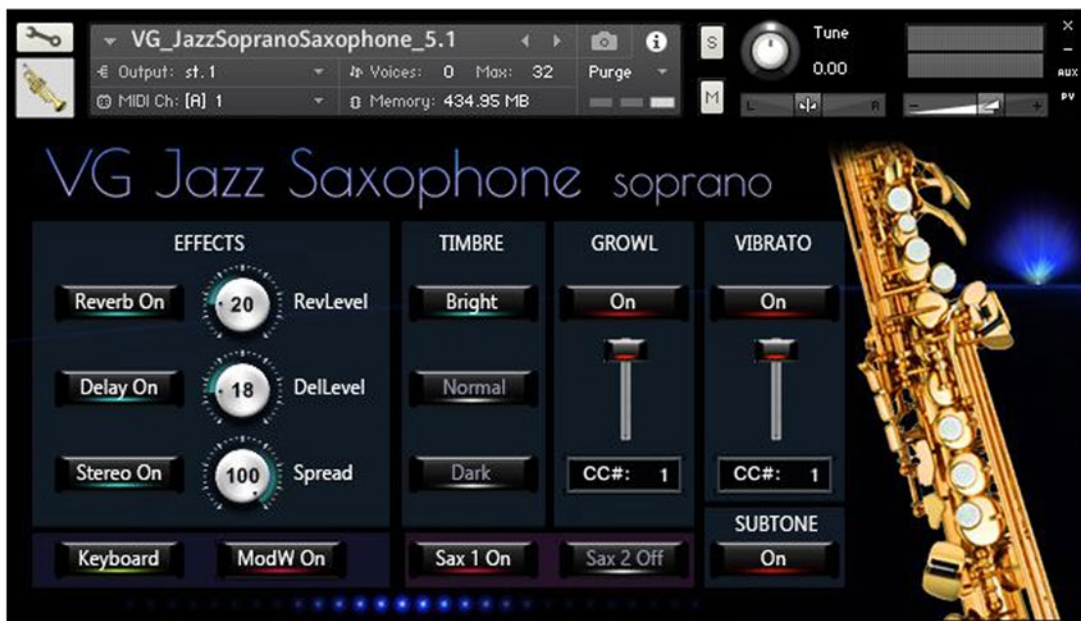 VG_JazzSopranoSaxophone_5.1
Output: st.1
Voices: 0 Max: 32
Purge
MIDI Ch: [A] 1
Memory: 434.95 MB
S
M
Tune
0.00
L
R
-
+
×
-
AUX
PV
VG Jazz Saxophone soprano
EFFECTS
Reverb On
20
RevLevel
Delay On
18
DelLevel
Stereo On
100
Spread
TIMBRE
Bright
Normal
Dark
GROWL
On
CC#: 1
VIBRATO
On
CC#: 1
SUBTONE
On
Keyboard
ModW On
Sax 1 On
Sax 2 Off